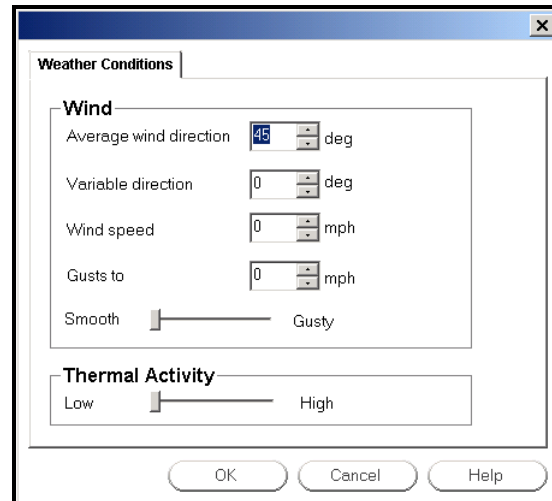 Weather Conditions
Wind
Average wind direction 45 deg
Variable direction 0 deg
Wind speed 0 mph
Gusts to 0 mph
Smooth Gusty
Thermal Activity
Low High
OK Cancel Help